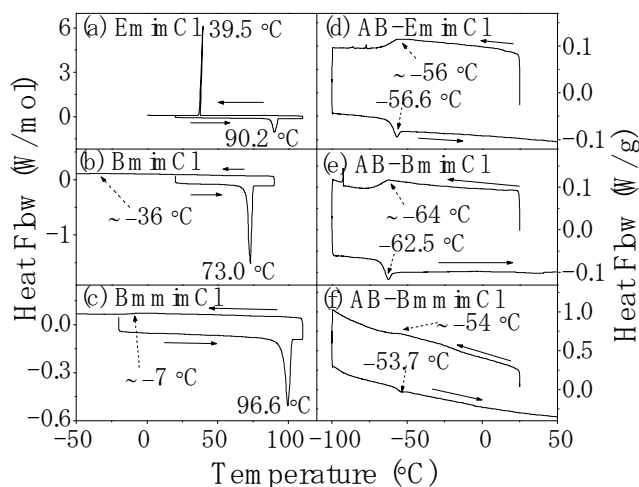 (a) EmimCl
39.5 °C
90.2 °C
6
3
0
(b) BmimCl
~-36 °C
73.0 °C
0
-1
(c) BmmimCl
~-7 °C
96.6 °C
0.0
-0.3
-0.6
-50 0 50 100
(d) AB-EmimCl
~-56 °C
-56.6 °C
0.1
0.0
-0.1
(e) AB-BmimCl
~-64 °C
-62.5 °C
0.1
0.0
-0.1
(f) AB-BmmimCl
~-54 °C
-53.7 °C
1.0
0.5
0.0
-100 -50 0 50
Heat Flow (W/mol)
Heat Flow (W/g)
Temperature (°C)